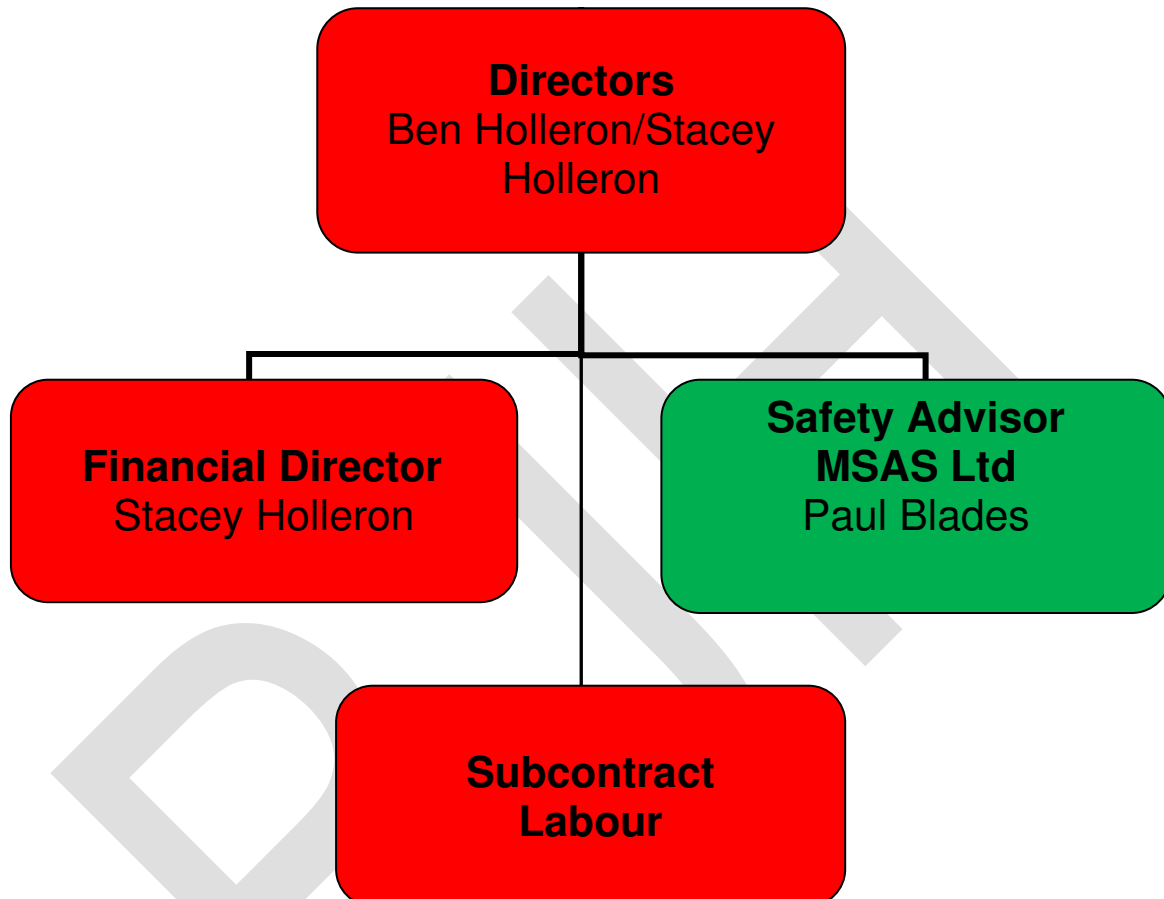 Directors
Ben Holleron/Stacey
Holleron
Financial Director
Stacey Holleron
Safety Advisor
MSAS Ltd
Paul Blades
Subcontract
Labour